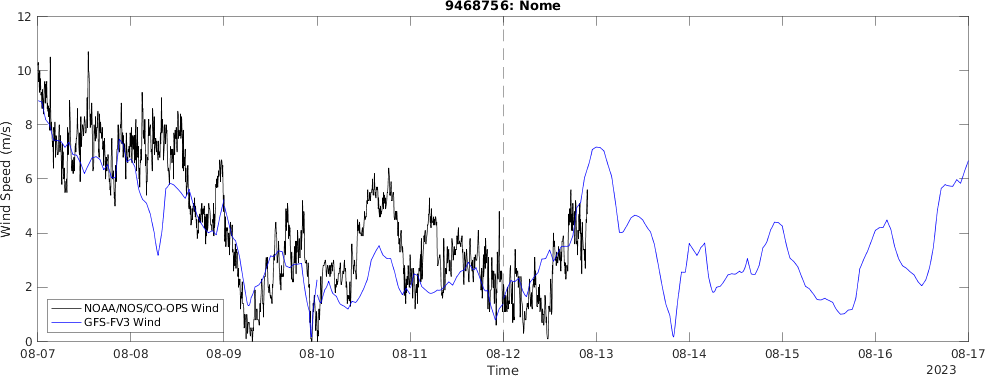 9468756: Nome
12
10
8
6
4
2
0
Wind Speed (m/s)
NOAA/NOS/CO-OPS Wind
GFS-FV3 Wind
08-07 08-08 08-09 08-10 08-11 08-12 08-13 08-14 08-15 08-16 08-17
Time
2023